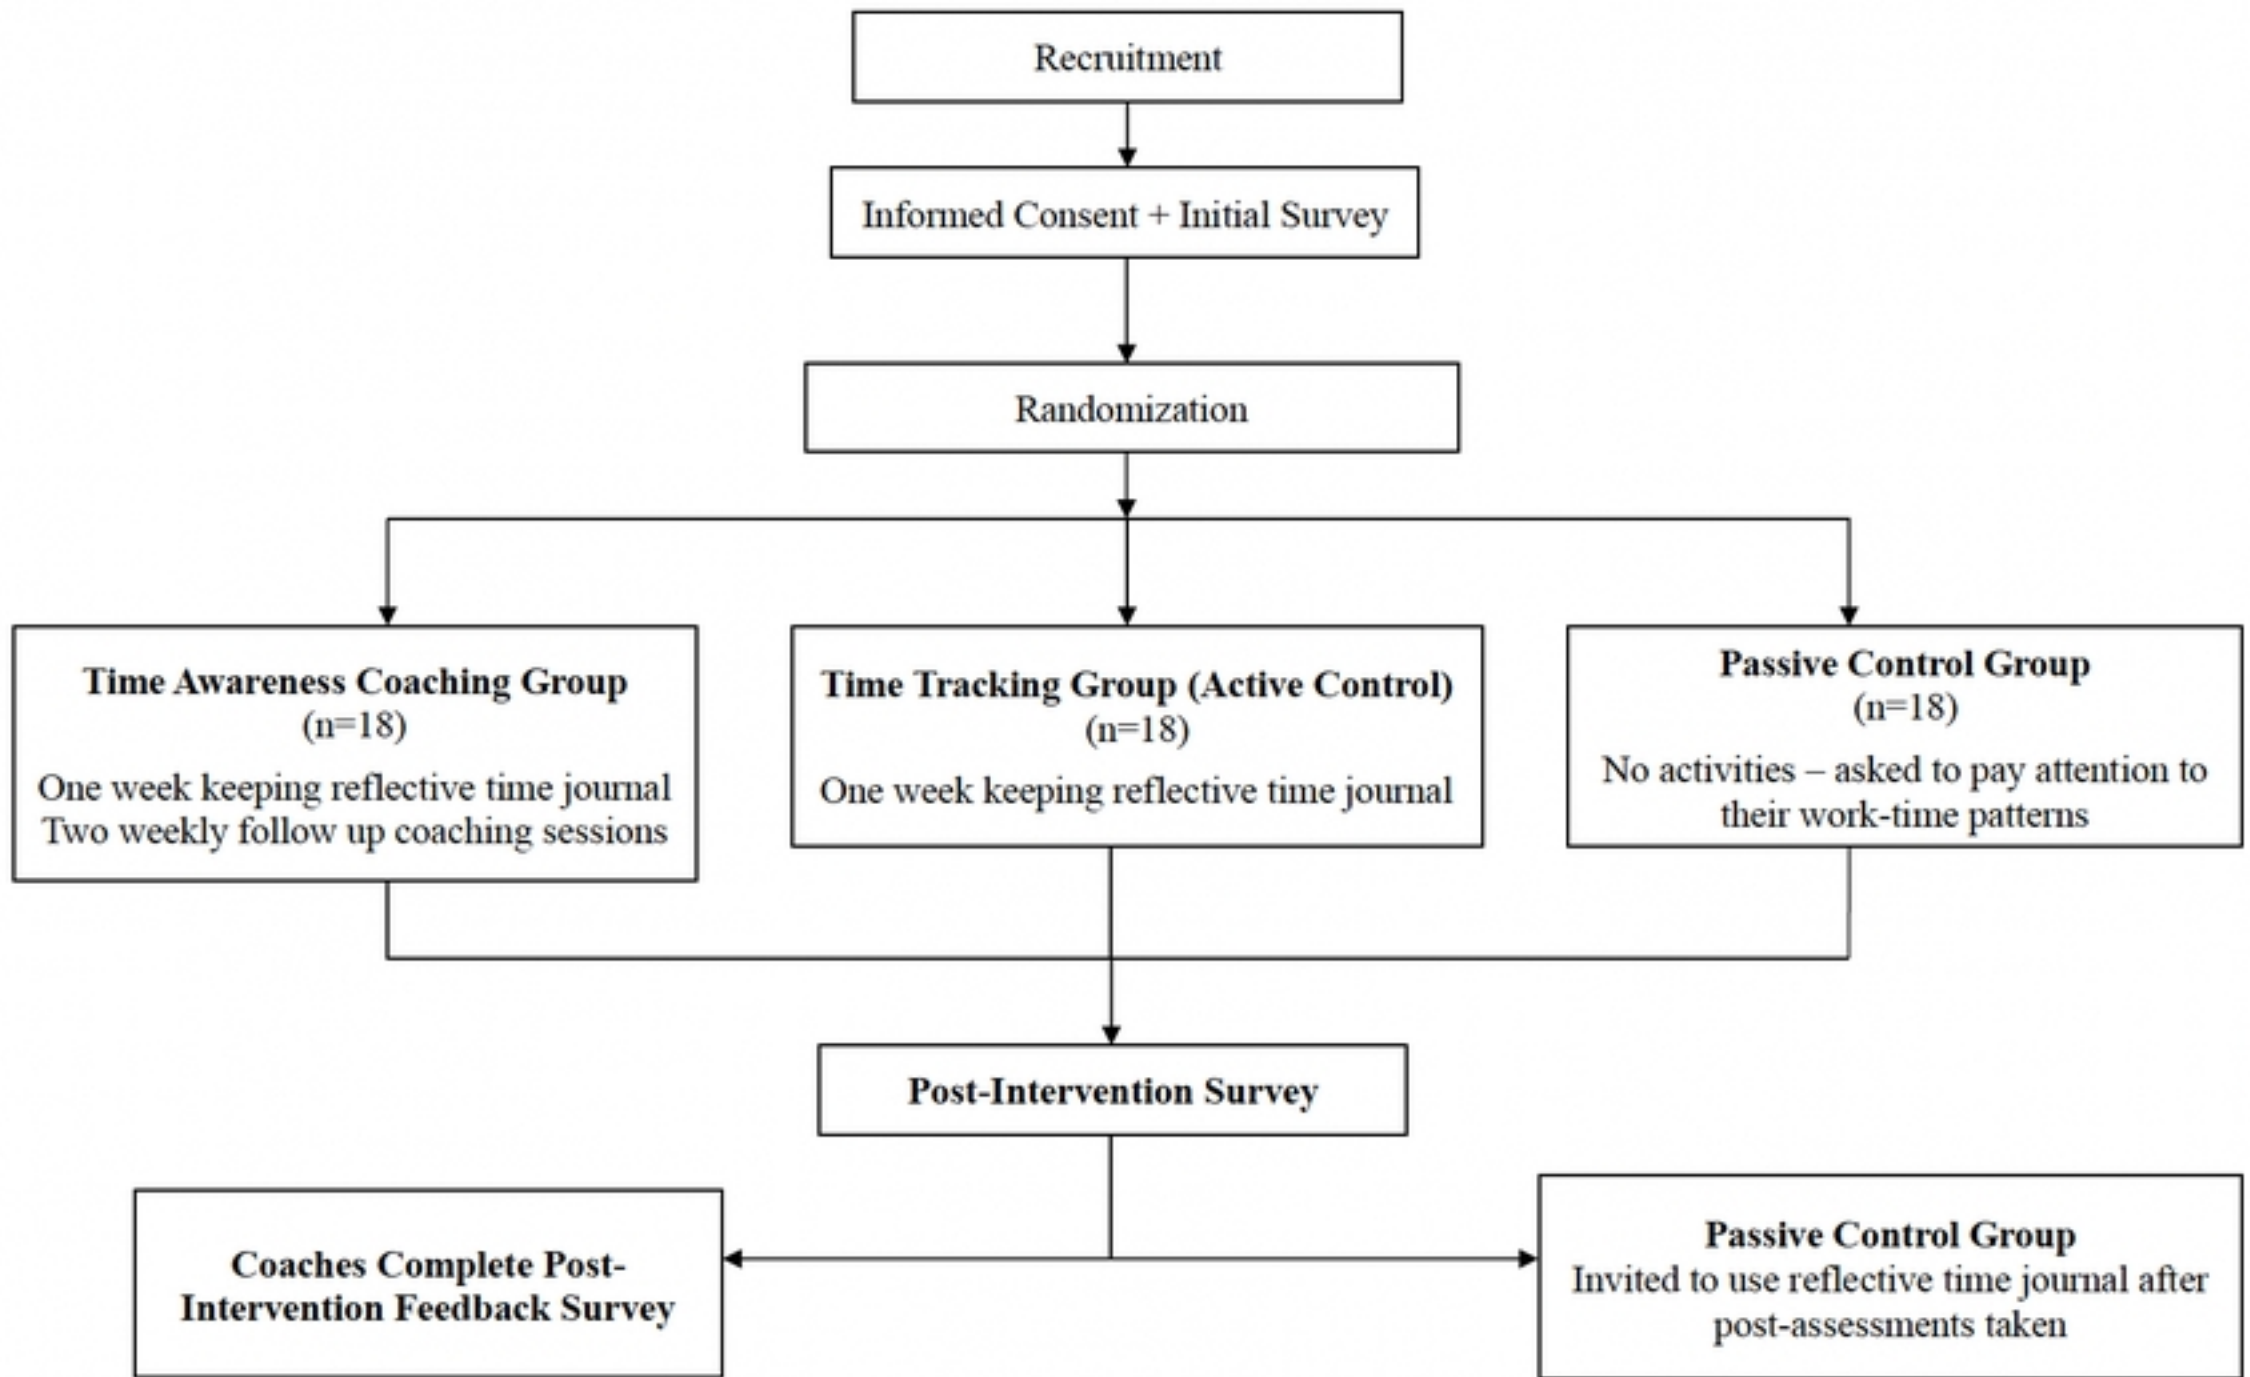 Recruitment
Informed Consent + Initial Survey
Randomization
Time Awareness Coaching Group
(n=18)
One week keeping reflective time journal
Two weekly follow up coaching sessions
Time Tracking Group (Active Control)
(n=18)
One week keeping reflective time journal
Passive Control Group
(n=18)
No activities – asked to pay attention to
their work-time patterns
Post-Intervention Survey
Coaches Complete Post-
Intervention Feedback Survey
Passive Control Group
Invited to use reflective time journal after
post-assessments taken